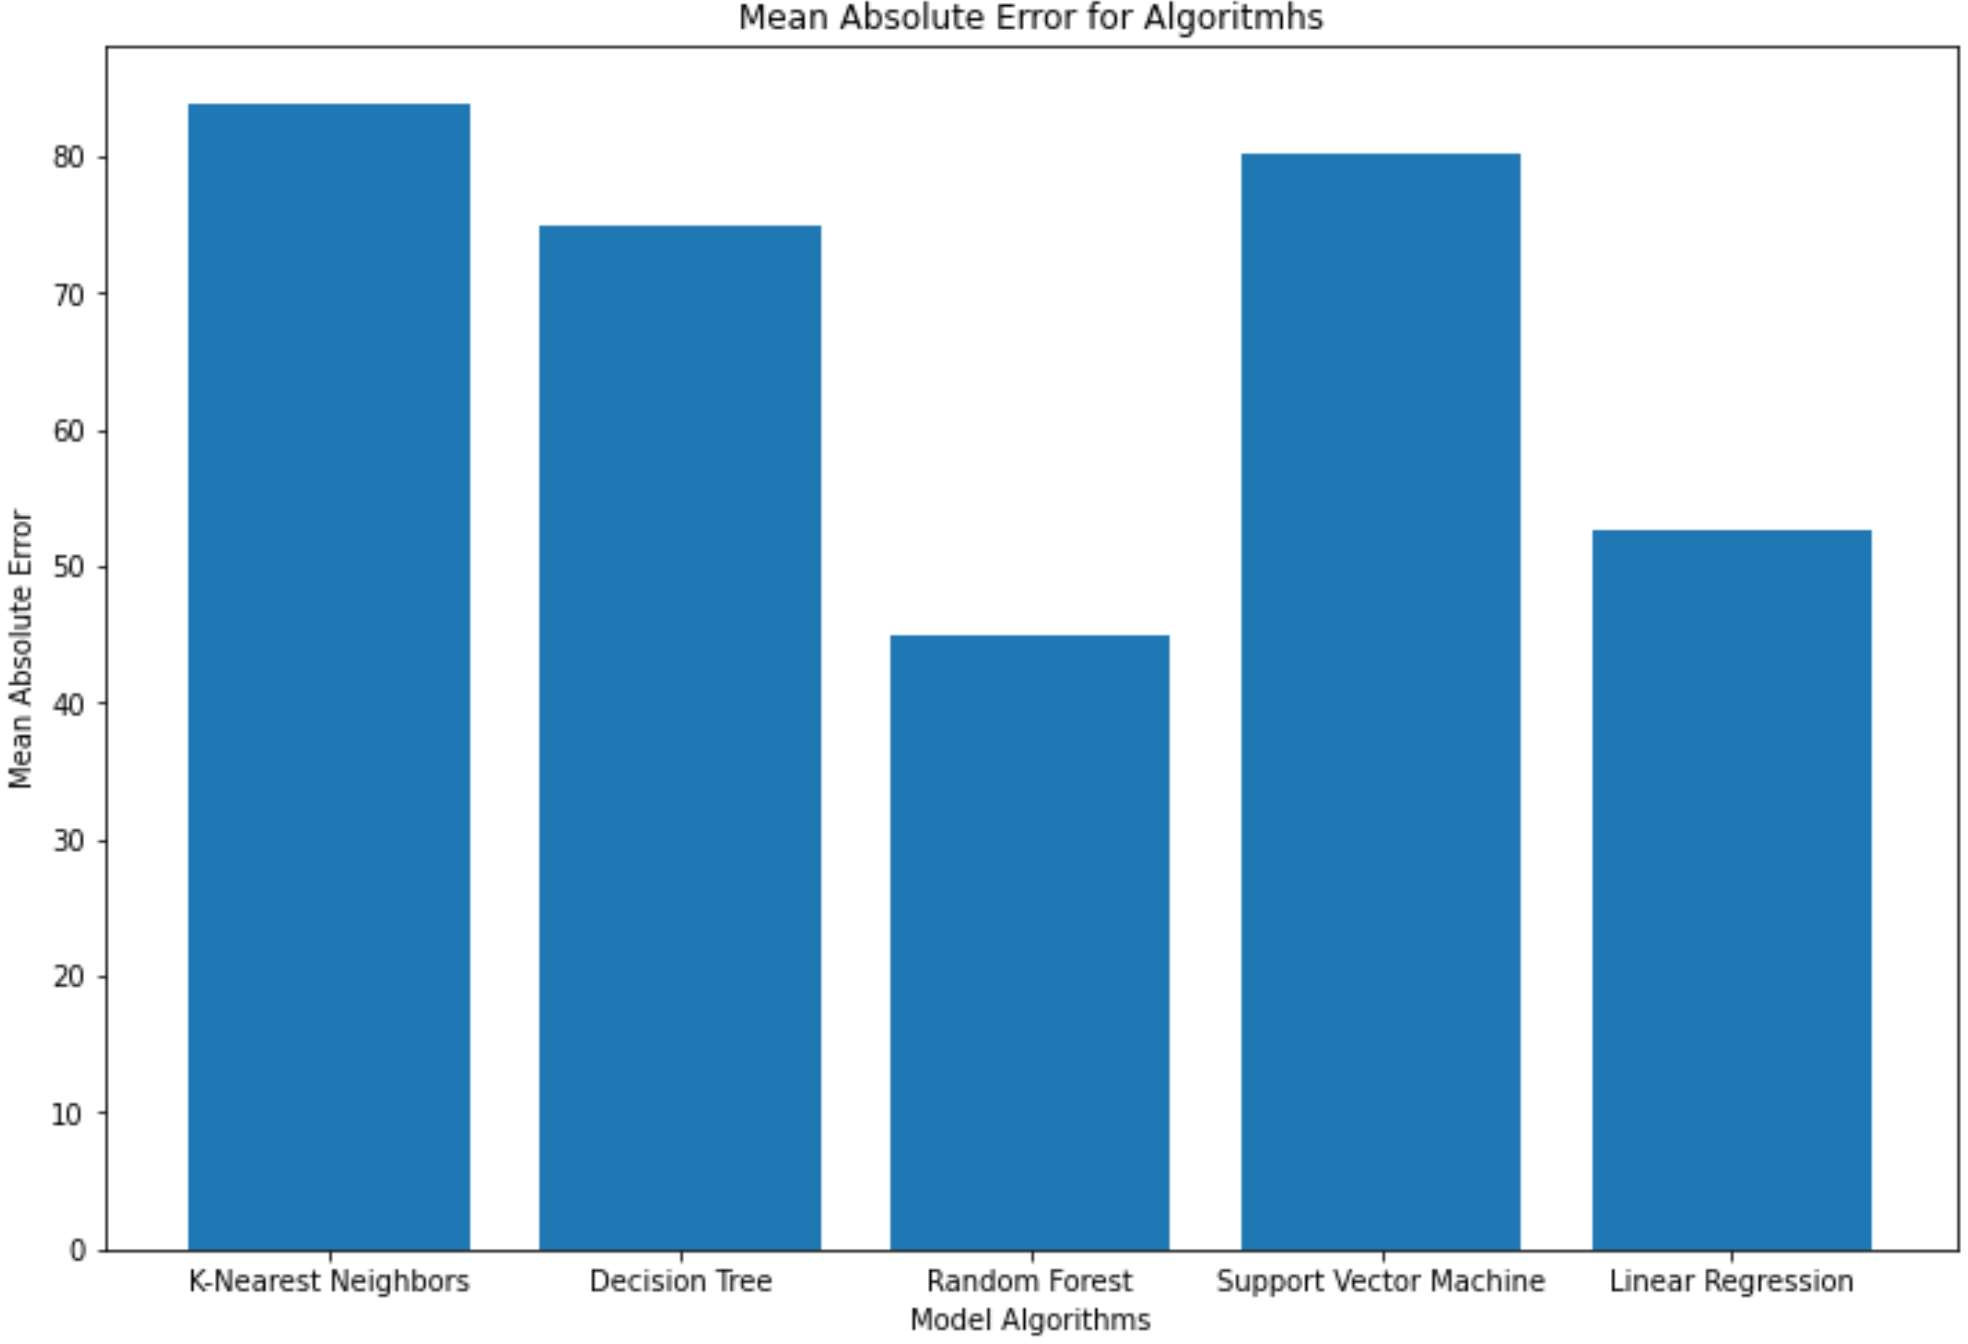 Mean Absolute Error for Algoritmhs
Mean Absolute Error
80
70
60
50
40
30
20
10
0
K-Nearest Neighbors Decision Tree Random Forest Support Vector Machine Linear Regression
Model Algorithms